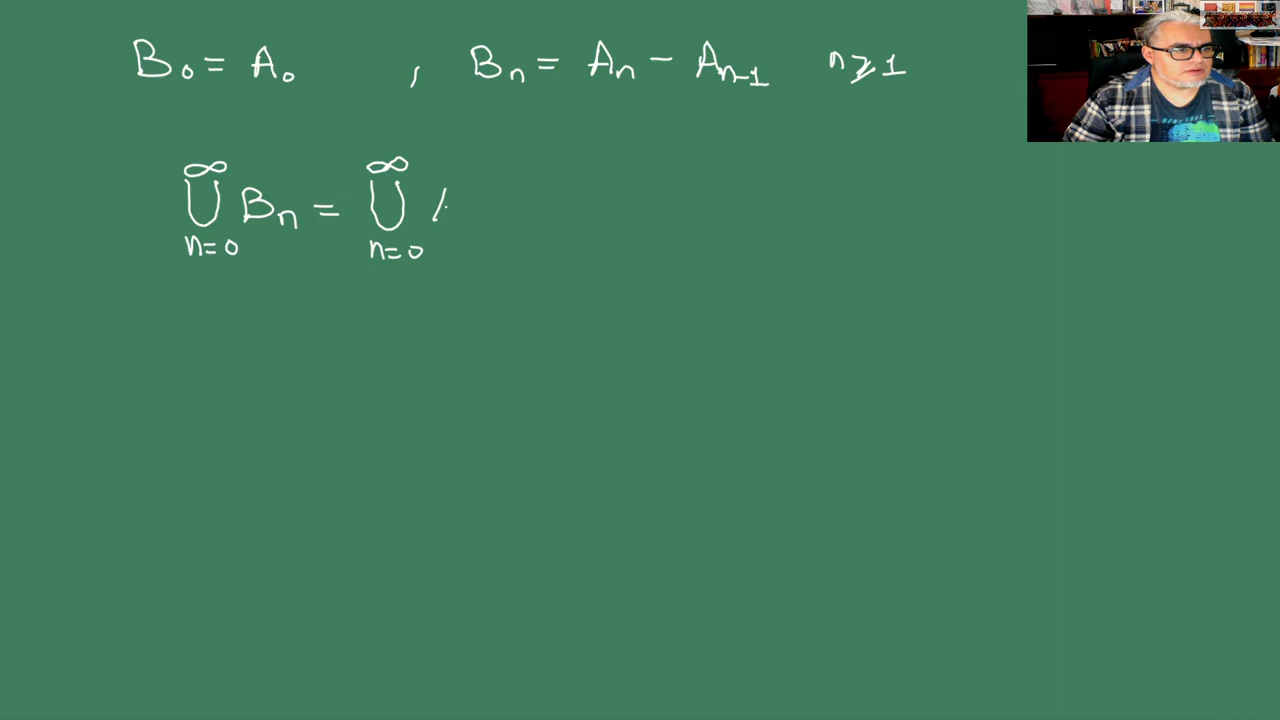 B₀ = A₀ , Bₙ = Aₙ − Aₙ₋₁ n ≥ 1
∞ ∞
⋃ Bₙ = ⋃
n=0 n=0